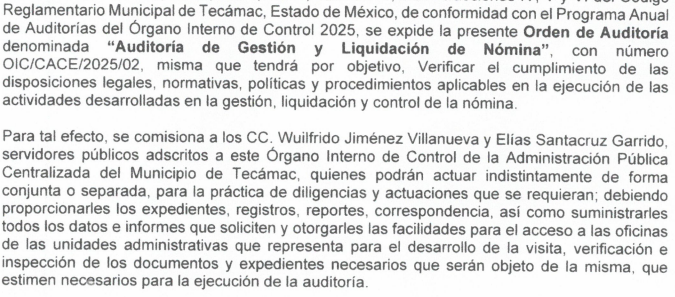 Reglamentario Municipal de Tecámac, Estado de México, de conformidad con el Programa Anual
de Auditorías del Órgano Interno de Control 2025, se expide la presente Orden de Auditoría
denominada “Auditoría de Gestión y Liquidación de Nómina”, con número
OIC/CACE/2025/02, misma que tendrá por objetivo, Verificar el cumplimiento de las
disposiciones legales, normativas, políticas y procedimientos aplicables en la ejecución de las
actividades desarrolladas en la gestión, liquidación y control de la nómina.
Para tal efecto, se comisiona a los CC. Wuilfrido Jiménez Villanueva y Elías Santacruz Garrido,
servidores públicos adscritos a este Órgano Interno de Control de la Administración Pública
Centralizada del Municipio de Tecámac, quienes podrán actuar indistintamente de forma
conjunta o separada, para la práctica de diligencias y actuaciones que se requieran; debiendo
proporcionarles los expedientes, registros, reportes, correspondencia, así como suministrarles
todos los datos e informes que soliciten y otorgarles las facilidades para el acceso a las oficinas
de las unidades administrativas que representa para el desarrollo de la visita, verificación e
inspección de los documentos y expedientes necesarios que serán objeto de la misma, que
estimen necesarios para la ejecución de la auditoría.